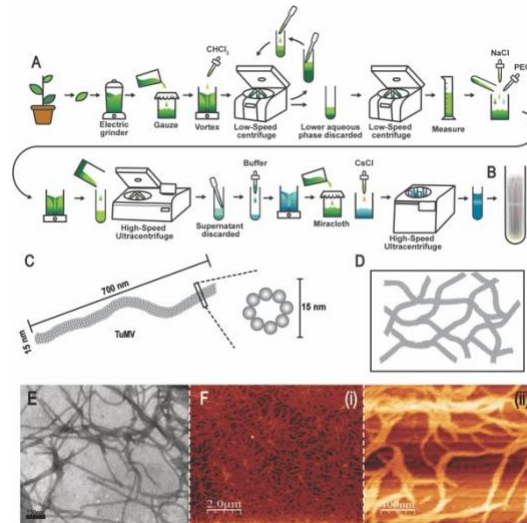 A
CHCl3
NaCl
PEG
Electric
grinder
Gauze
Vortex
Low-Speed
centrifuge
Lower aqueous
phase discarded
Low-Speed
centrifuge
Measure
Buffer
CsCl
B
High-Speed
Ultracentrifuge
Supernatant
discarded
Miracloth
High-Speed
Ultracentrifuge
C
700 nm
15 nm
TuMV
15 nm
D
E
F
(i)
2.0μm
(ii)